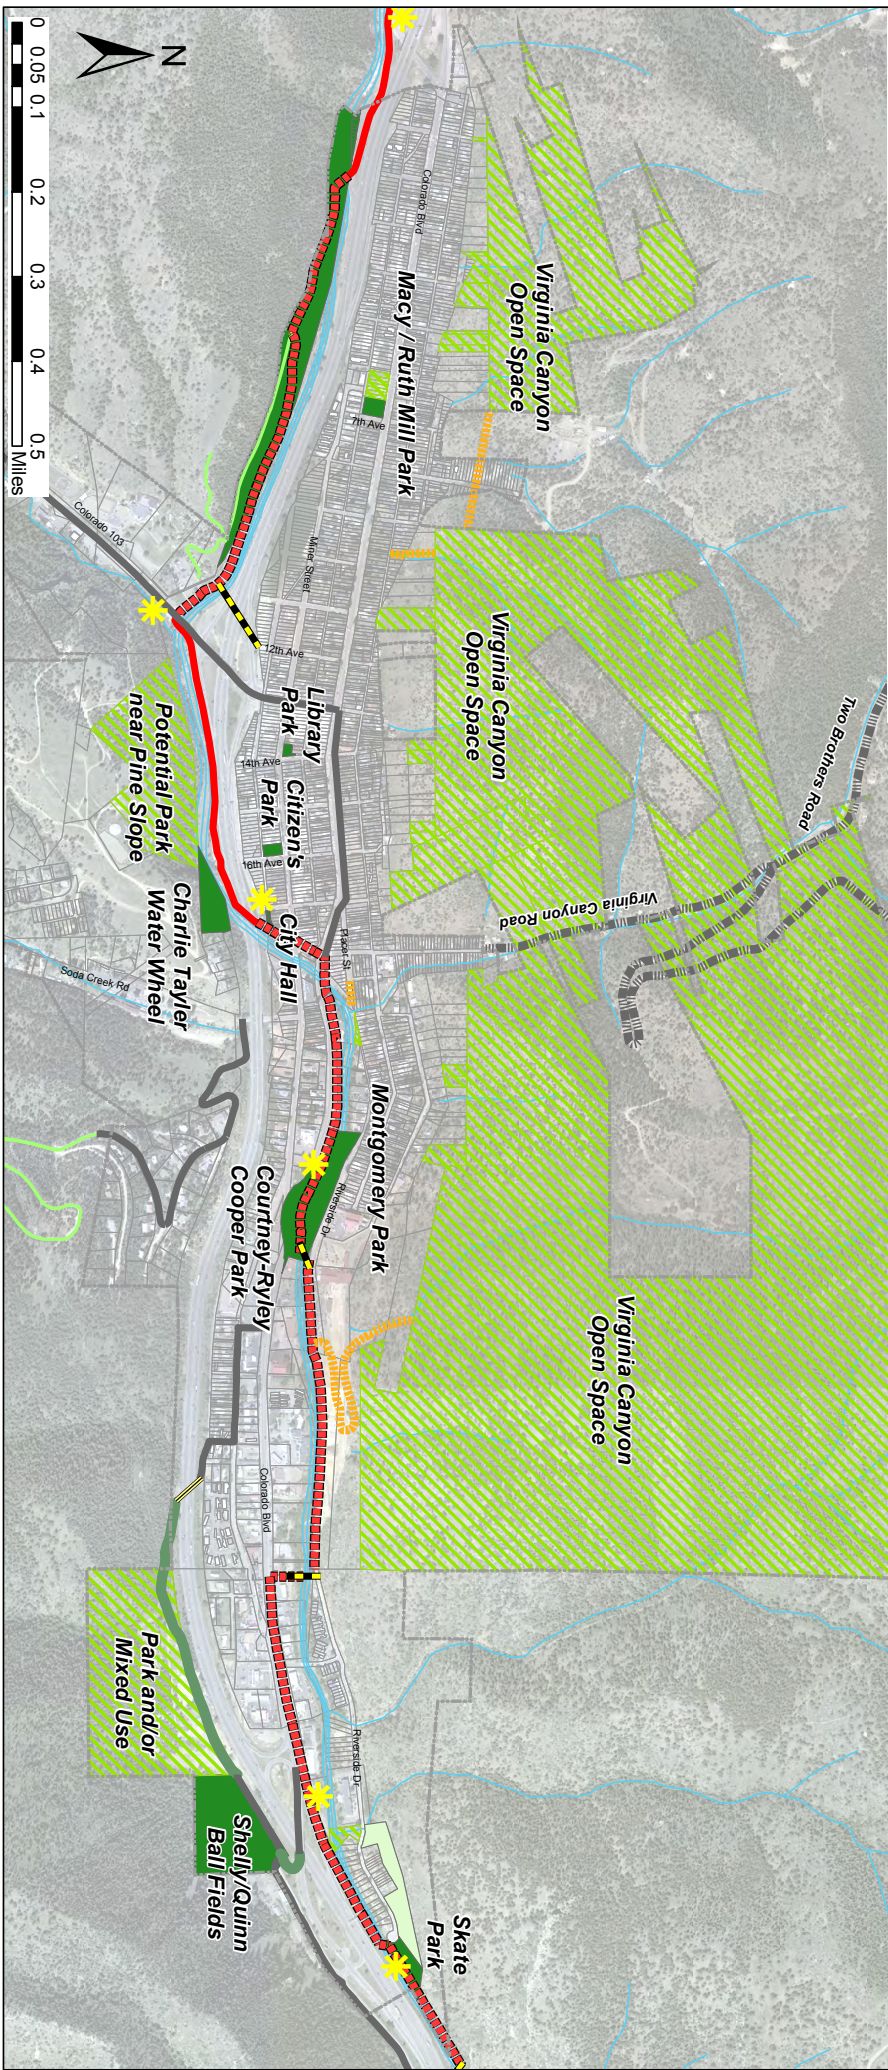 Virginia Canyon
Open Space
Colorado Blvd
Macy / Ruth Mill Park
7th Ave
Miner Street
Virginia Canyon
Open Space
Two Brothers Road
Virginia Canyon Road
Colorado 103
12th Ave
Library
Park
14th Ave
Citizen's
Park
16th Ave
Potential Park
near Pine Slope
City Hall
Placer St
Charlie Tayler
Water Wheel
Soda Creek Rd
Montgomery Park
Riverside Dr
Courtney-Ryley
Cooper Park
Virginia Canyon
Open Space
Colorado Blvd
Park and/or
Mixed Use
Riverside Dr
Shelly/Quinn
Ball Fields
Skate
Park
N
0 0.05 0.1 0.2 0.3 0.4 0.5
Miles